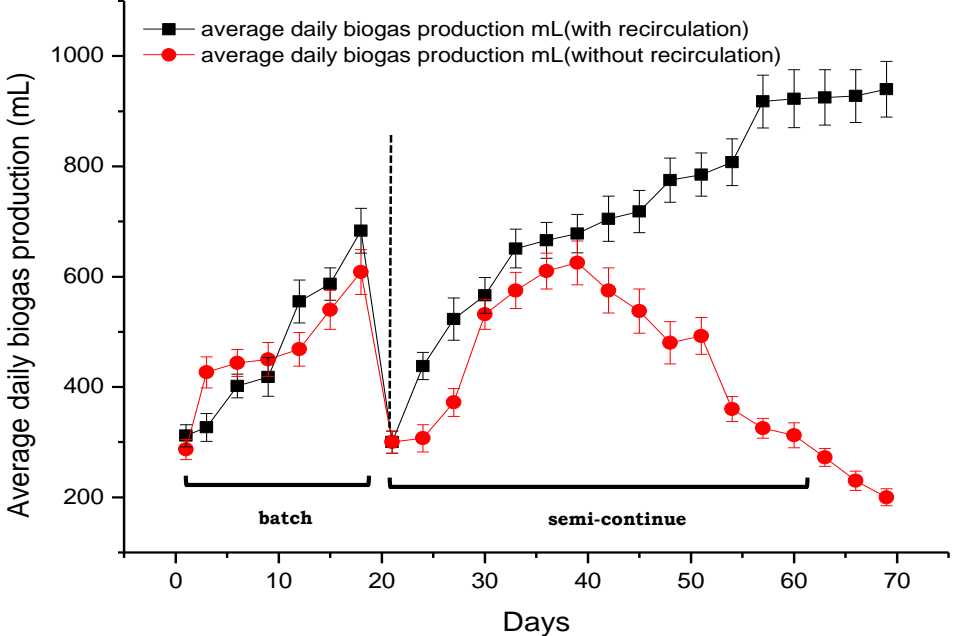 average daily biogas production mL(with recirculation)
average daily biogas production mL(without recirculation)
Average daily biogas production (mL)
1000
800
600
400
200
batch
semi-continue
0 10 20 30 40 50 60 70
Days